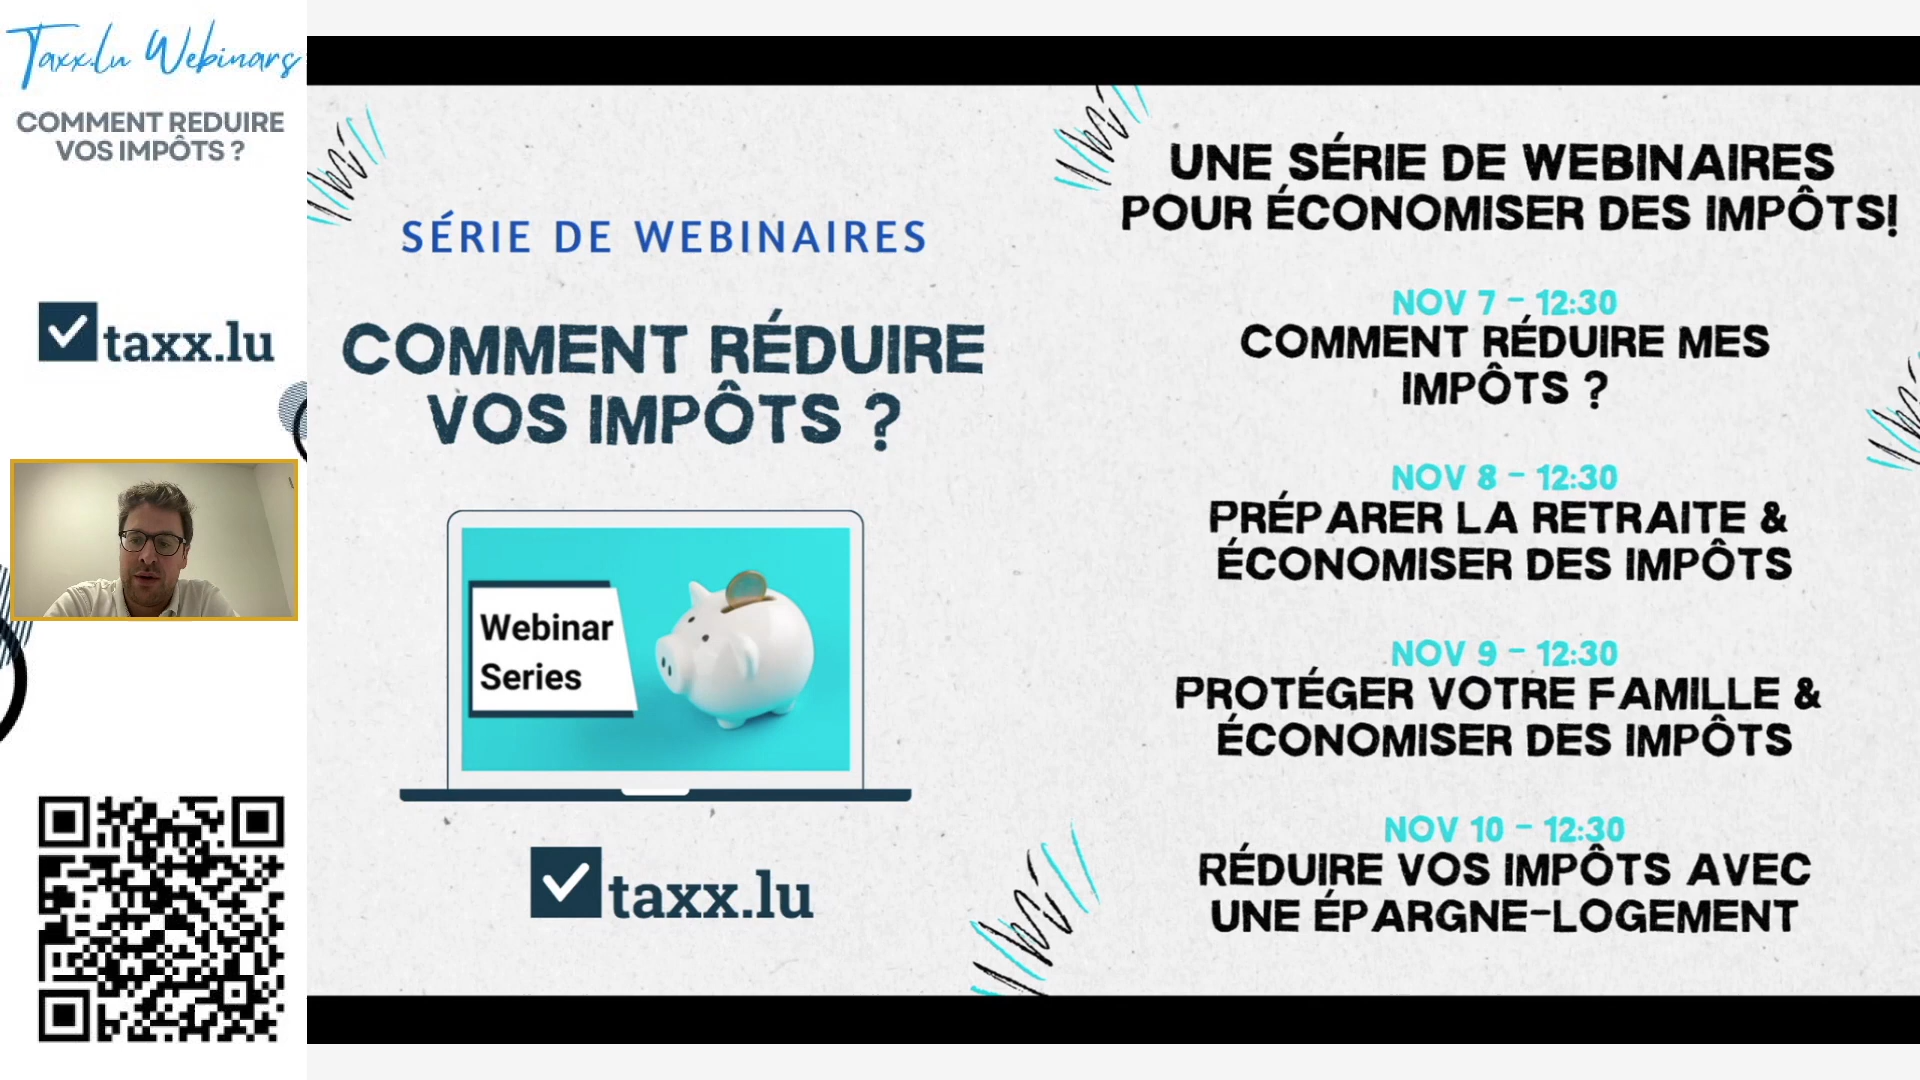 Taxx.lu Webinars
COMMENT REDUIRE
VOS IMPÔTS ?
taxx.lu
SÉRIE DE WEBINAIRES
COMMENT RÉDUIRE
VOS IMPÔTS ?
Webinar
Series
taxx.lu
UNE SÉRIE DE WEBINAIRES
POUR ÉCONOMISER DES IMPÔTS!
NOV 7 – 12:30
COMMENT RÉDUIRE MES
IMPÔTS ?
NOV 8 – 12:30
PRÉPARER LA RETRAITE &
ÉCONOMISER DES IMPÔTS
NOV 9 – 12:30
PROTÉGER VOTRE FAMILLE &
ÉCONOMISER DES IMPÔTS
NOV 10 – 12:30
RÉDUIRE VOS IMPÔTS AVEC
UNE ÉPARGNE-LOGEMENT